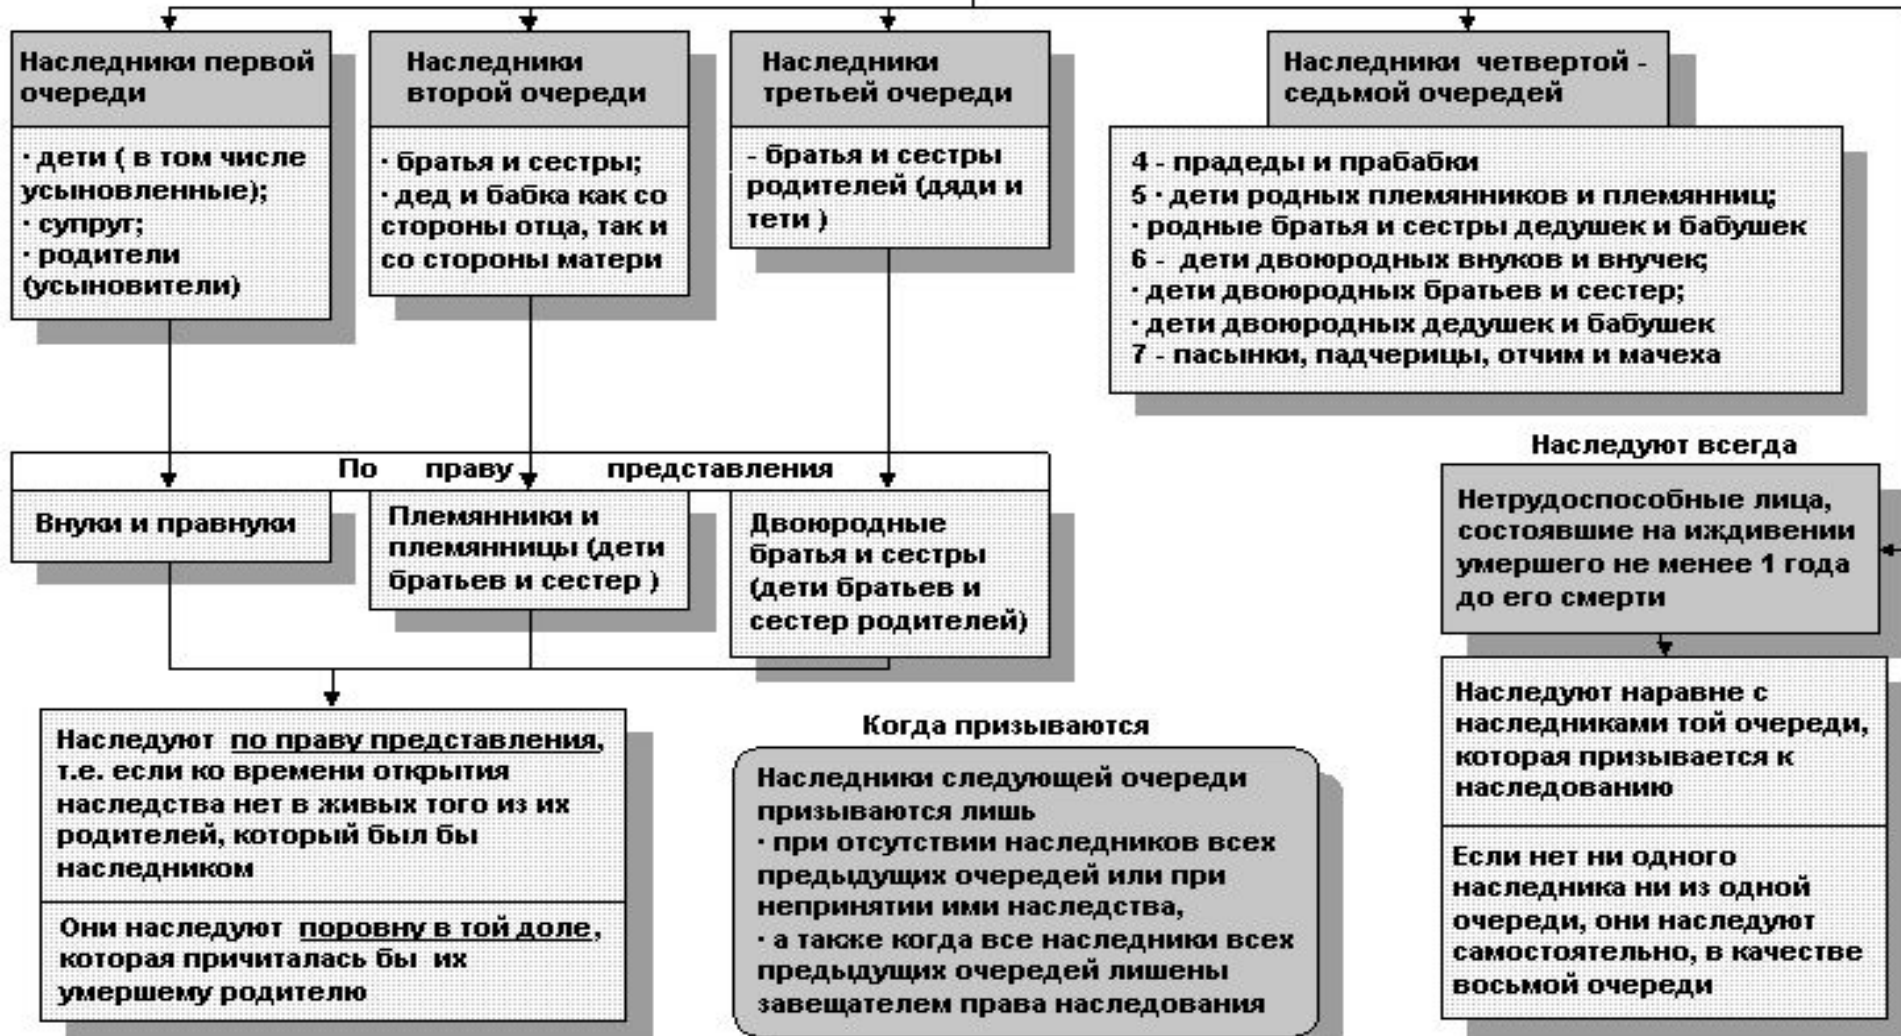 Наследники первой
очереди
· дети ( в том числе
усыновленные);
· супруг;
· родители
(усыновители)
Наследники
второй очереди
· братья и сестры;
· дед и бабка как со
стороны отца, так и
со стороны матери
Наследники
третьей очереди
- братья и сестры
родителей (дяди и
тети )
Наследники четвертой -
седьмой очередей
4 - прадеды и прабабки
5 · дети родных племянников и племянниц;
· родные братья и сестры дедушек и бабушек
6 - дети двоюродных внуков и внучек;
· дети двоюродных братьев и сестер;
· дети двоюродных дедушек и бабушек
7 - пасынки, падчерицы, отчим и мачеха
По праву представления
Внуки и правнуки
Племянники и
племянницы (дети
братьев и сестер )
Двоюродные
братья и сестры
(дети братьев и
сестер родителей)
Наследуют всегда
Нетрудоспособные лица,
состоявшие на иждивении
умершего не менее 1 года
до его смерти
Наследуют по праву представления,
т.е. если ко времени открытия
наследства нет в живых того из их
родителей, который был бы
наследником
Они наследуют поровну в той доле,
которая причиталась бы их
умершему родителю
Когда призываются
Наследники следующей очереди
призываются лишь
· при отсутствии наследников всех
предыдущих очередей или при
непринятии ими наследства,
· а также когда все наследники всех
предыдущих очередей лишены
завещателем права наследования
Наследуют наравне с
наследниками той очереди,
которая призывается к
наследованию
Если нет ни одного
наследника ни из одной
очереди, они наследуют
самостоятельно, в качестве
восьмой очереди